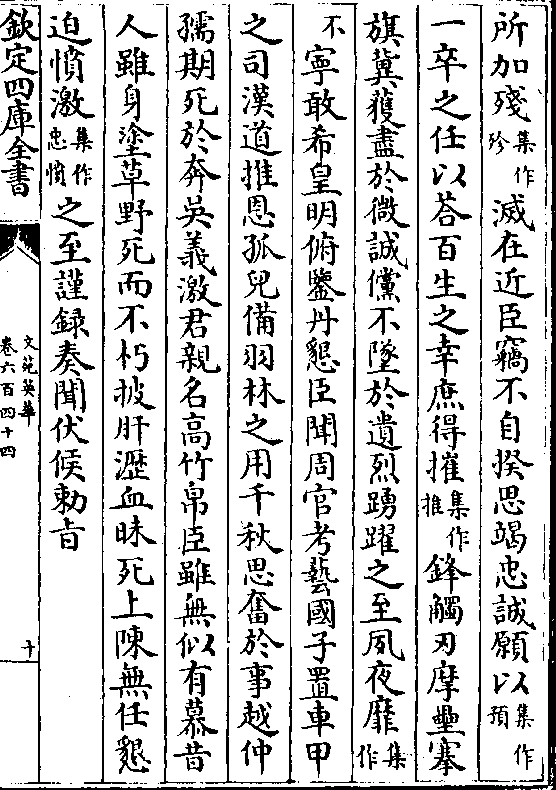 所加殘集作殄滅在近臣竊不自揆思竭忠誠願以集作預
一卒之任以荅百生之幸庶得摧集作推鋒觸刃摩壘搴
旗冀蒦盡於微誠儻不墜於遺烈踴躍之至夙夜靡集作
不寜敢希皇明俯鑒丹懇臣聞周官考藝國子置車甲
之司漢道推恩孤兒備羽林之用千秋思奮於事越仲
孺期死於奔吳義激君親名高竹帛臣雖無似以有慕昔
人雖身塗草野死而不朽披肝瀝血昧死上陳無任懇
迫憤激集作忠憤之至謹録奏聞伏候勅㫖
欽定四庫全書
文苑英華
卷六百四十四
十